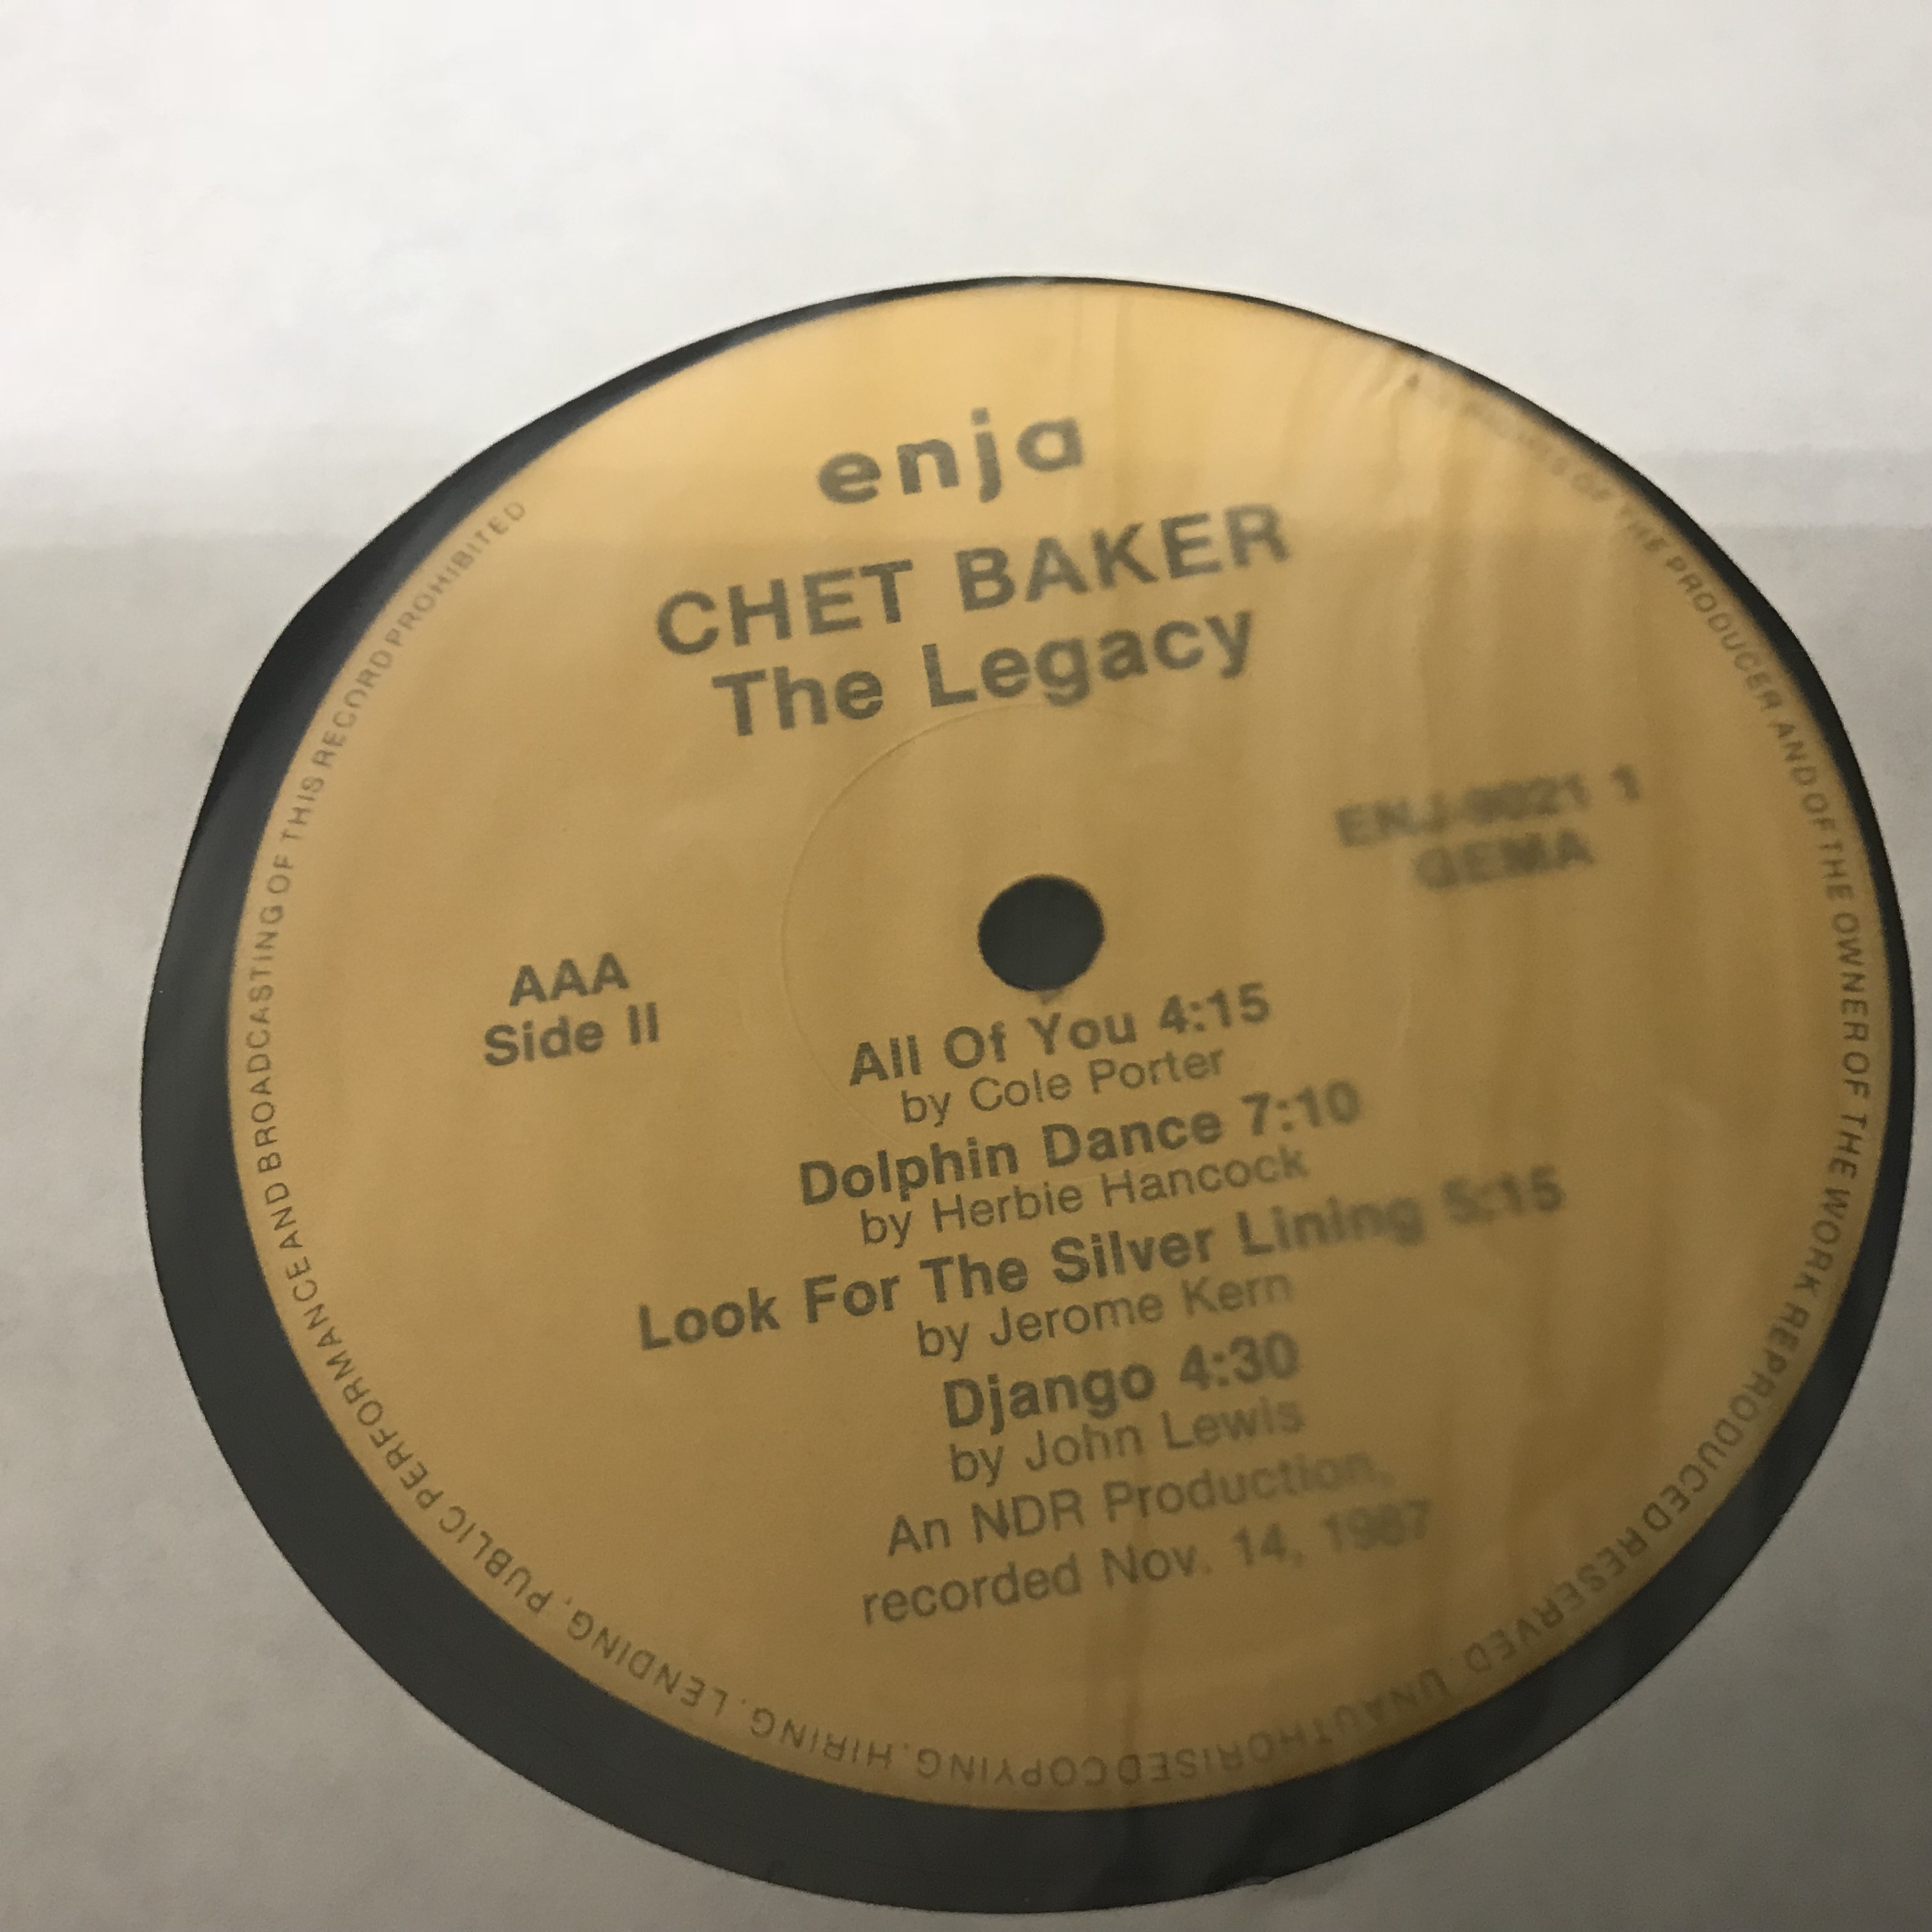 enja
CHET BAKER
The Legacy
ENJ-9021 1
GEMA
AAA
Side II
All Of You 4:15
by Cole Porter
Dolphin Dance 7:10
by Herbie Hancock
Look For The Silver Lining 5:15
by Jerome Kern
Django 4:30
by John Lewis
An NDR Production,
recorded Nov. 14, 1987
OF THE PRODUCER AND OF THE OWNER OF THE WORK REPRODUCED RESERVED UNAUTHORISED COPYING, HIRING, LENDING, PUBLIC PERFORMANCE AND BROADCASTING OF THIS RECORD PROHIBITED